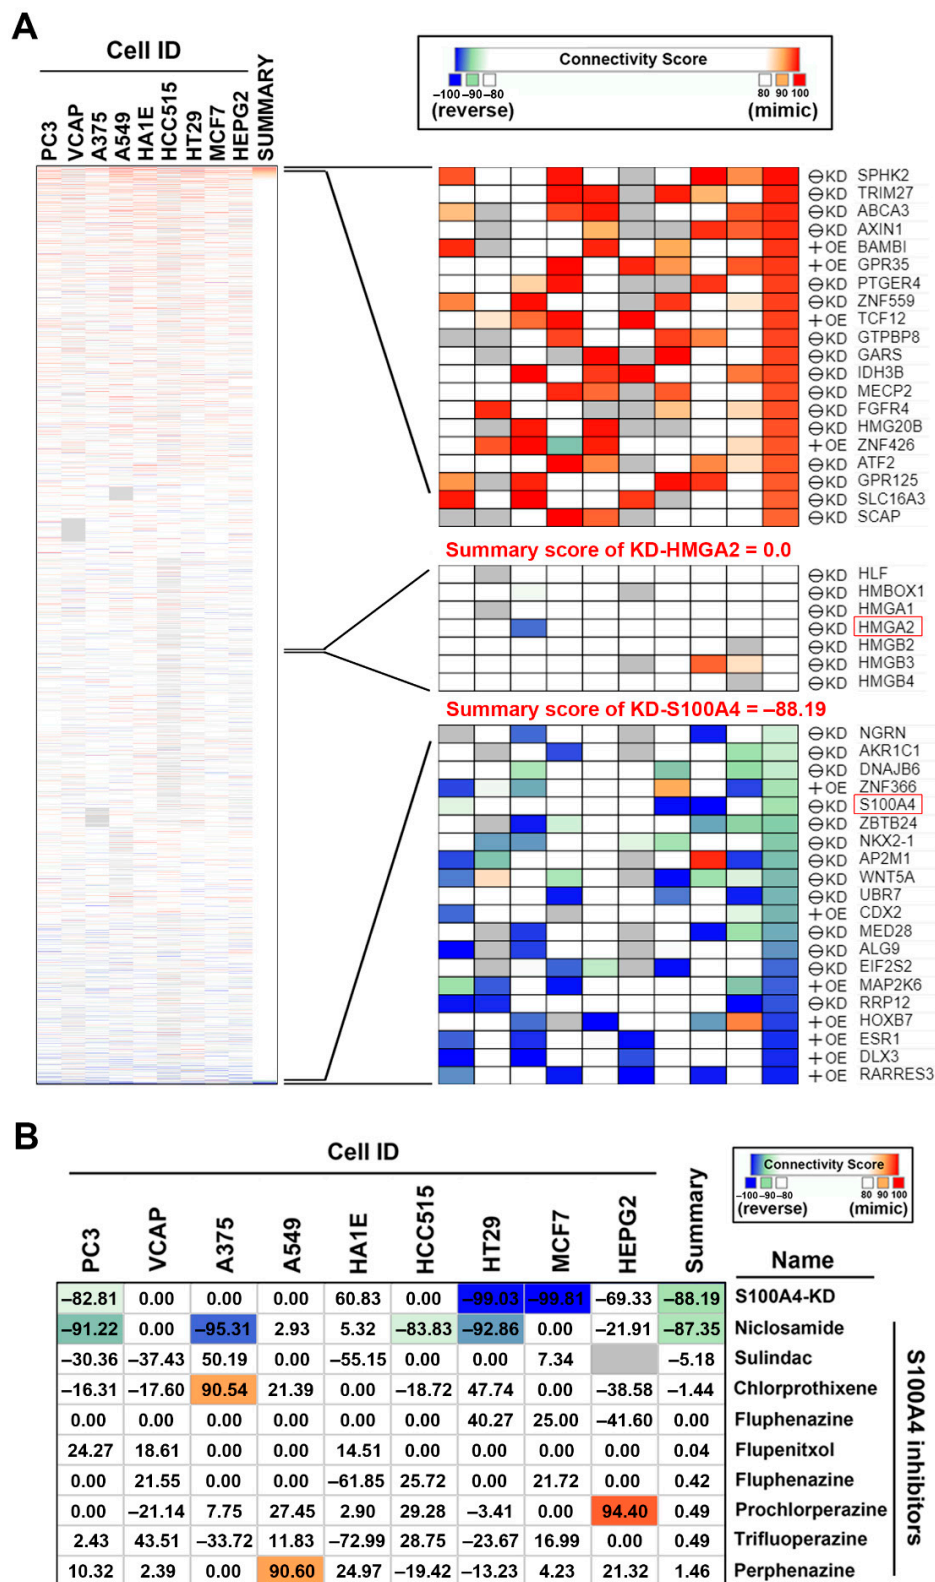 A
Cell ID
PC3 VCAP A375 A549 HA1E HCC515 HT29 MCF7 HEPG2 SUMMARY
Connectivity Score
–100 –90 –80 80 90 100
(reverse) (mimic)
KD SPHK2
KD TRIM27
KD ABCA3
KD AXIN1
+ OE BAMBI
+ OE GPR35
KD PTGER4
KD ZNF559
+ OE TCF12
KD GTPBP8
KD GARS
KD IDH3B
KD MECP2
KD FGFR4
KD HMG20B
+ OE ZNF426
KD ATF2
KD GPR125
KD SLC16A3
KD SCAP
Summary score of KD-HMGA2 = 0.0
KD HLF
KD HMBOX1
KD HMGA1
KD HMGA2
KD HMGB2
KD HMGB3
KD HMGB4
Summary score of KD-S100A4 = –88.19
KD NGRN
KD AKR1C1
KD DNAJB6
+ OE ZNF366
KD S100A4
KD ZBTB24
KD NKX2-1
KD AP2M1
KD WNT5A
KD UBR7
+ OE CDX2
KD MED28
KD ALG9
KD EIF2S2
+ OE MAP2K6
KD RRP12
+ OE HOXB7
+ OE ESR1
+ OE DLX3
+ OE RARRES3
B
Cell ID
Connectivity Score
–100 –90 –80 80 90 100
(reverse) (mimic)
PC3 VCAP A375 A549 HA1E HCC515 HT29 MCF7 HEPG2 Summary Name
–82.81 0.00 0.00 0.00 60.83 0.00 –99.03 –99.81 –69.33 –88.19 S100A4-KD
–91.22 0.00 –95.31 2.93 5.32 –83.83 –92.86 0.00 –21.91 –87.35 Niclosamide
–30.36 –37.43 50.19 0.00 –55.15 0.00 0.00 7.34 –5.18 Sulindac
–16.31 –17.60 90.54 21.39 0.00 –18.72 47.74 0.00 –38.58 –1.44 Chlorprothixene
0.00 0.00 0.00 0.00 0.00 0.00 40.27 25.00 –41.60 0.00 Fluphenazine
24.27 18.61 0.00 0.00 14.51 0.00 0.00 0.00 0.00 0.04 Flupenitxol
0.00 21.55 0.00 0.00 –61.85 25.72 0.00 21.72 0.00 0.42 Fluphenazine
0.00 –21.14 7.75 27.45 2.90 29.28 –3.41 0.00 94.40 0.49 Prochlorperazine
2.43 43.51 –33.72 11.83 –72.99 28.75 –23.67 16.99 0.00 0.49 Trifluoperazine
10.32 2.39 0.00 90.60 24.97 –19.42 –13.23 4.23 21.32 1.46 Perphenazine
S100A4 inhibitors